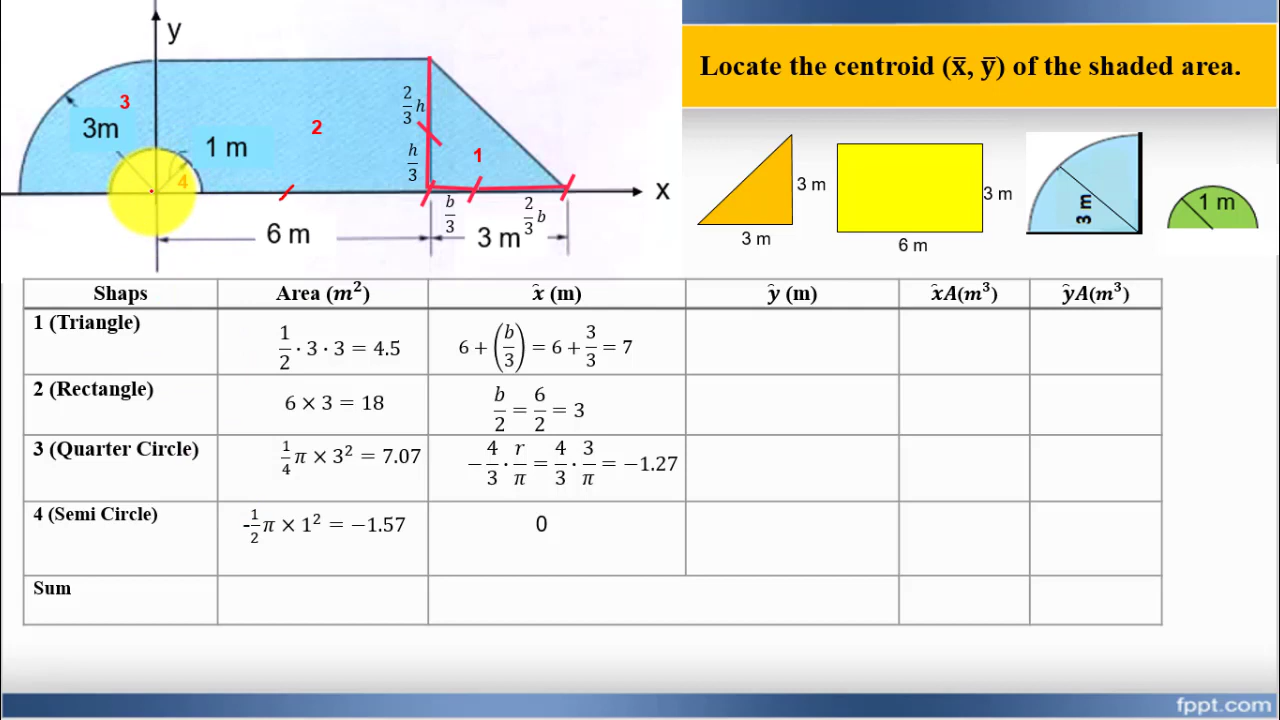 y
Locate the centroid (x̅, y̅) of the shaded area.
3
3m
1 m
2
2/3 h
h/3
1
4
x
6 m
b/3
2/3 b
3 m
3 m
3 m
3 m
6 m
3 m
1 m
Shaps Area (m²) x̃ (m) ỹ (m) x̃A(m³) ỹA(m³)
1 (Triangle) 1/2 · 3 · 3 = 4.5 6 + (b/3) = 6 + 3/3 = 7
2 (Rectangle) 6 × 3 = 18 b/2 = 6/2 = 3
3 (Quarter Circle) 1/4 π × 3² = 7.07 −4/3 · r/π = 4/3 · 3/π = −1.27
4 (Semi Circle) -1/2 π × 1² = −1.57 0
Sum
fppt.com